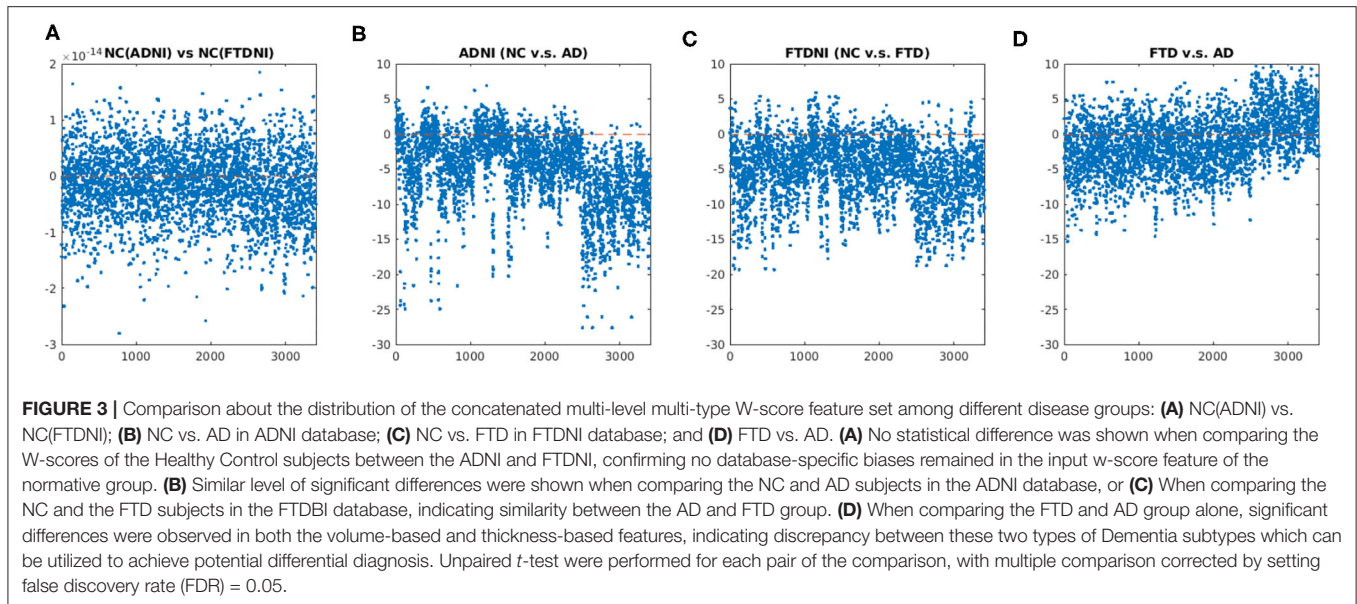 A
B
C
D
×10-14 NC(ADNI) vs NC(FTDNI)
ADNI (NC v.s. AD)
FTDNI (NC v.s. FTD)
FTD v.s. AD
2
1
0
-1
-2
-3
0 1000 2000 3000
10
5
0
-5
-10
-15
-20
-25
-30
0 1000 2000 3000
10
5
0
-5
-10
-15
-20
-25
-30
0 1000 2000 3000
10
5
0
-5
-10
-15
-20
-25
-30
0 1000 2000 3000
FIGURE 3 | Comparison about the distribution of the concatenated multi-level multi-type W-score feature set among different disease groups: (A) NC(ADNI) vs.
NC(FTDNI); (B) NC vs. AD in ADNI database; (C) NC vs. FTD in FTDNI database; and (D) FTD vs. AD. (A) No statistical difference was shown when comparing the
W-scores of the Healthy Control subjects between the ADNI and FTDNI, confirming no database-specific biases remained in the input w-score feature of the
normative group. (B) Similar level of significant differences were shown when comparing the NC and AD subjects in the ADNI database, or (C) When comparing the
NC and the FTD subjects in the FTDBI database, indicating similarity between the AD and FTD group. (D) When comparing the FTD and AD group alone, significant
differences were observed in both the volume-based and thickness-based features, indicating discrepancy between these two types of Dementia subtypes which can
be utilized to achieve potential differential diagnosis. Unpaired t-test were performed for each pair of the comparison, with multiple comparison corrected by setting
false discovery rate (FDR) = 0.05.